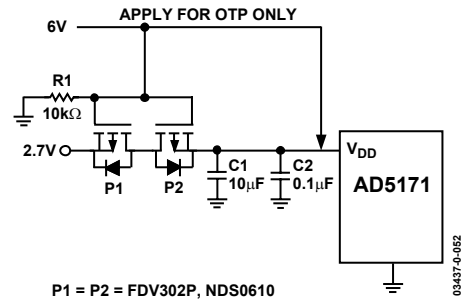 APPLY FOR OTP ONLY
6V
R1
10kΩ
2.7V
P1
P2
C1
10µF
C2
0.1µF
VDD
AD5171
P1 = P2 = FDV302P, NDS0610
03437-0-052